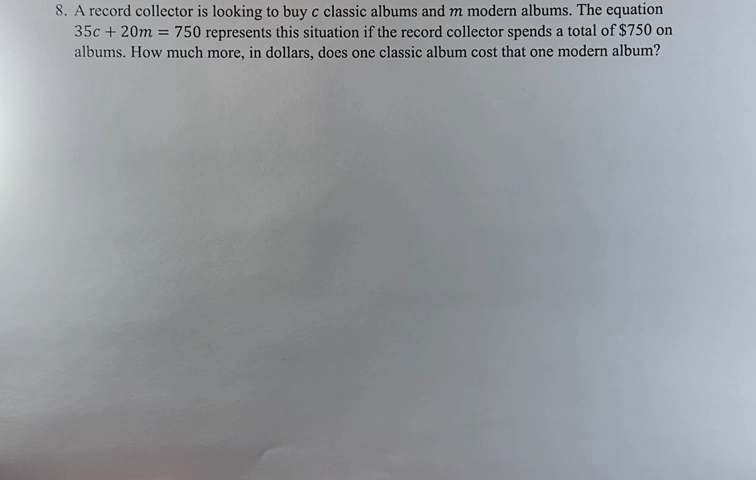 8. A record collector is looking to buy c classic albums and m modern albums. The equation
35c + 20m = 750 represents this situation if the record collector spends a total of $750 on
albums. How much more, in dollars, does one classic album cost that one modern album?